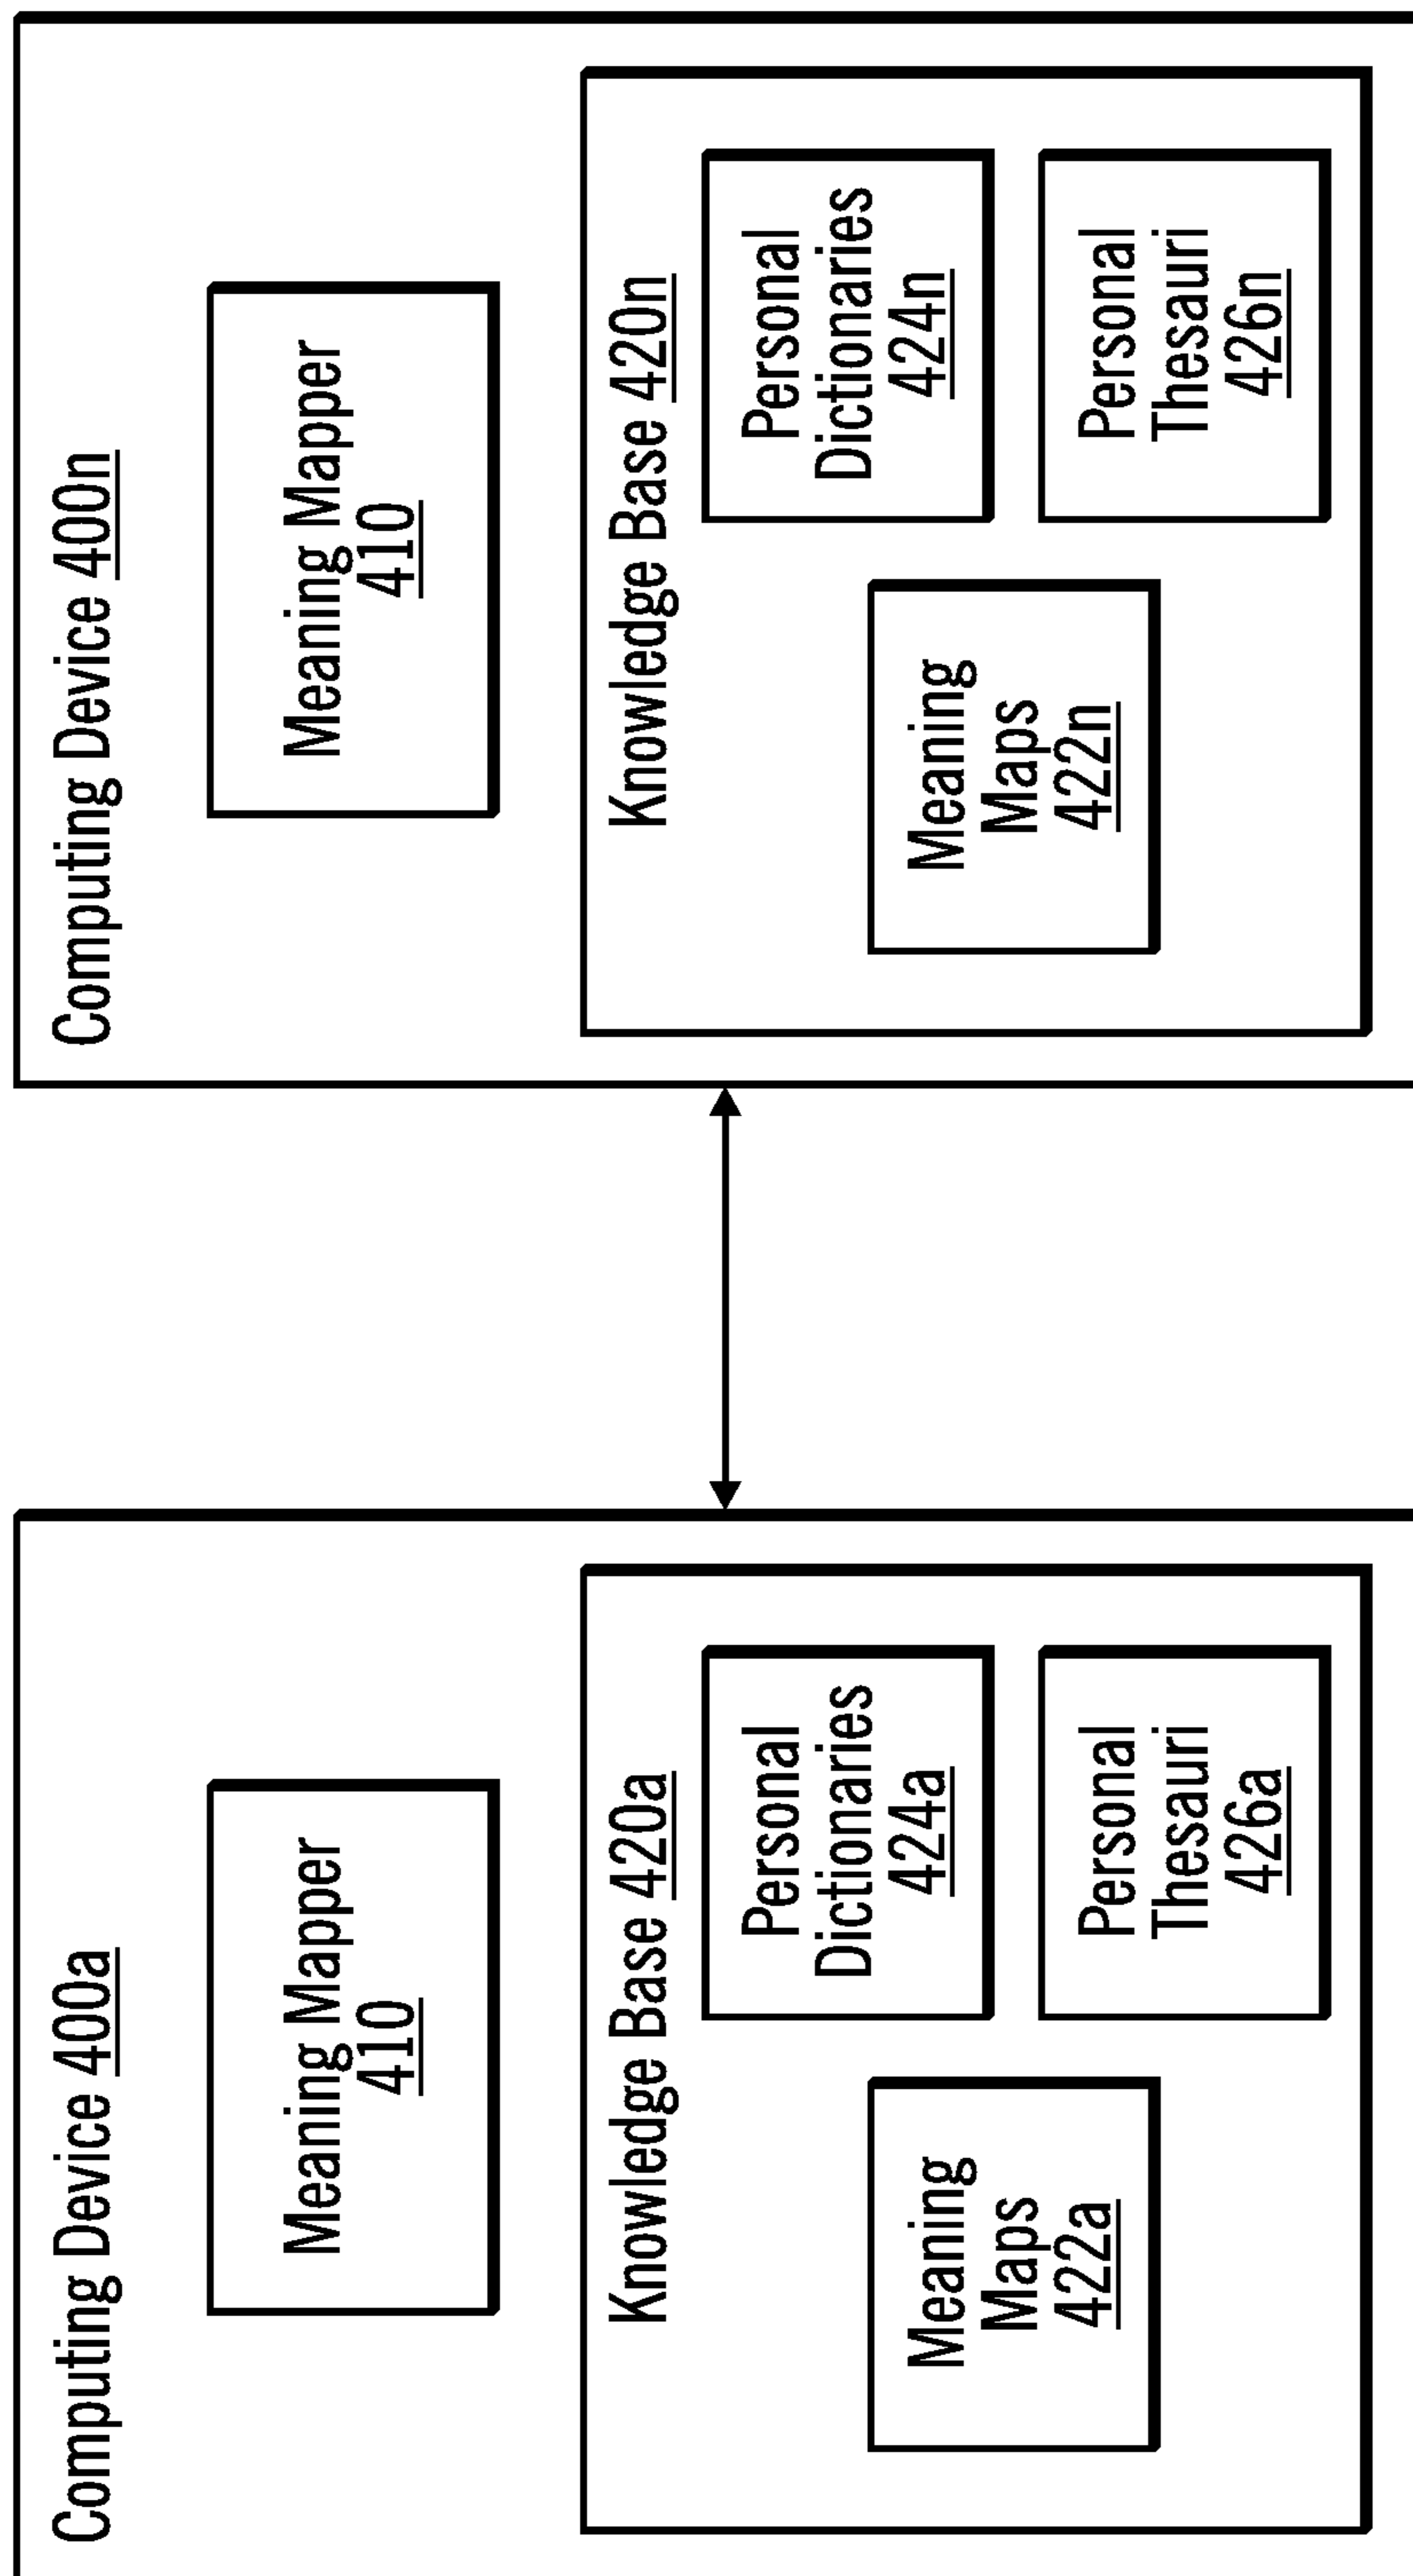 Computing Device 400a
Meaning Mapper
410
Knowledge Base 420a
Meaning
Maps
422a
Personal
Dictionaries
424a
Personal
Thesauri
426a
Computing Device 400n
Meaning Mapper
410
Knowledge Base 420n
Meaning
Maps
422n
Personal
Dictionaries
424n
Personal
Thesauri
426n